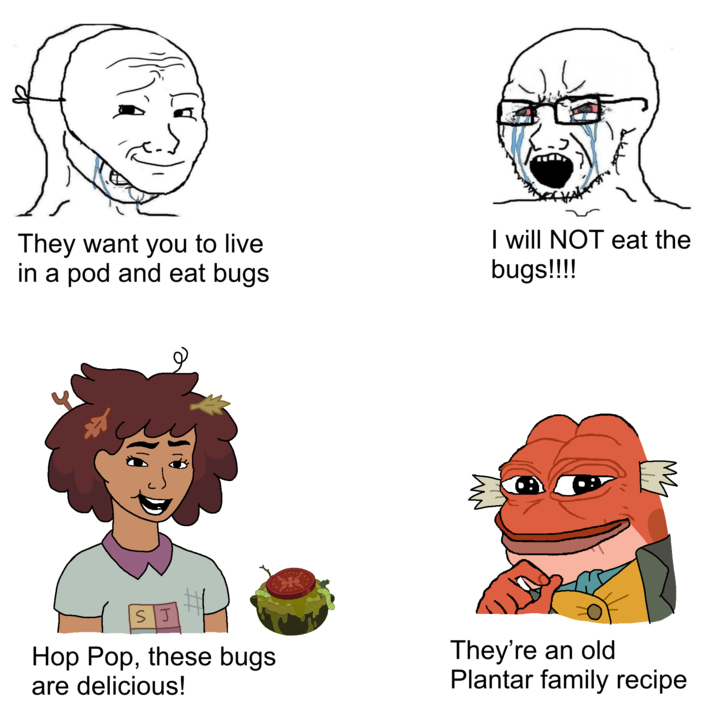 They want you to live
in a pod and eat bugs
I will NOT eat the
bugs!!!!
S J
Hop Pop, these bugs
are delicious!
They’re an old
Plantar family recipe